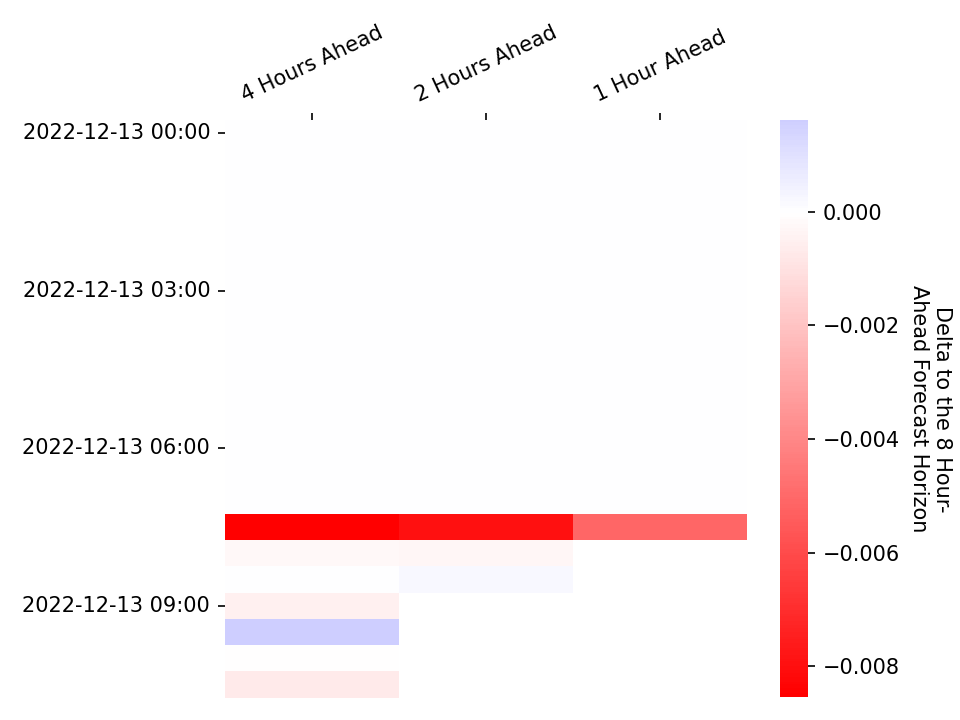 4 Hours Ahead
2 Hours Ahead
1 Hour Ahead
2022-12-13 00:00
2022-12-13 03:00
2022-12-13 06:00
2022-12-13 09:00
0.000
−0.002
−0.004
−0.006
−0.008
Delta to the 8 Hour-
Ahead Forecast Horizon